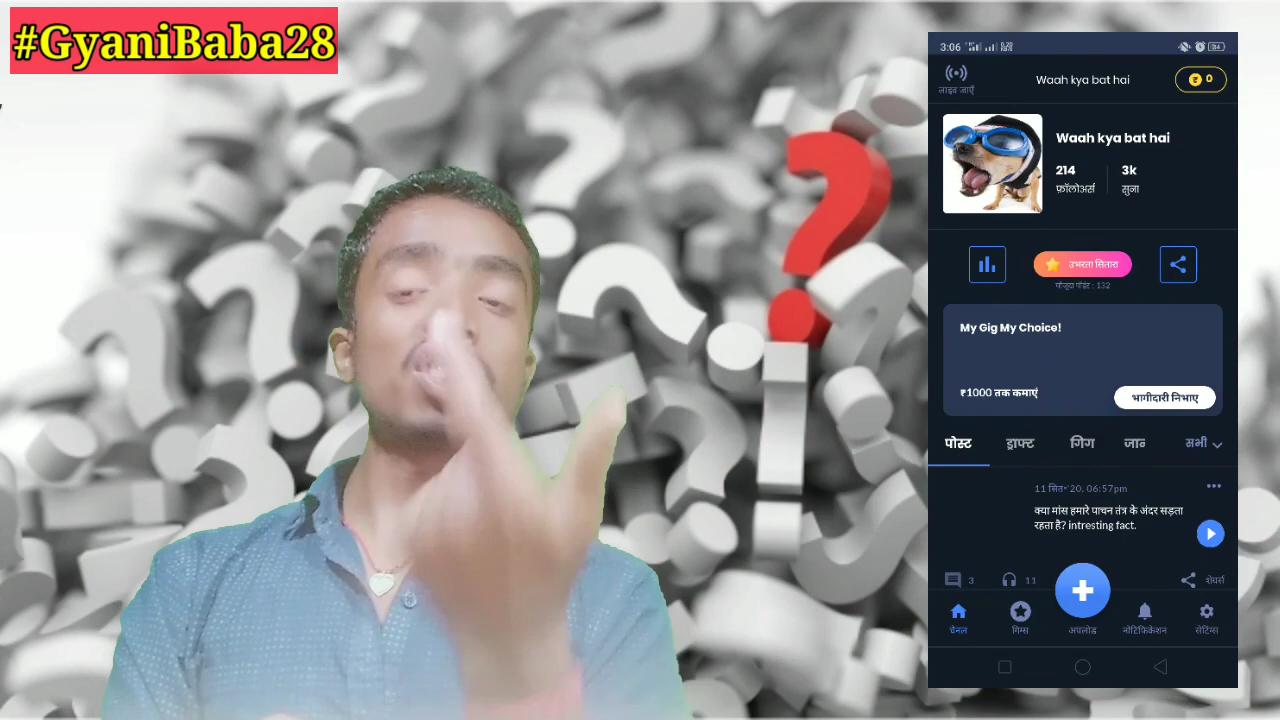 #GyaniBaba28
3:06
लाइव जाएँ
Waah kya bat hai
0
Waah kya bat hai
214
3k
फ़ॉलोअर्स
सुना
उभरता सितारा
मौजूदा पॉइंट : 132
My Gig My Choice!
₹1000 तक कमाएं
भागीदारी निभाए
पोस्ट
ड्राफ्ट
गिग
सभी
11 सित॰'20, 06:57pm
क्या मांस हमारे पाचन तंत्र के अंदर सड़ता
रहता है? intresting fact.
3
11
शेयर्स
चैनल
गिग्स
अपलोड
नोटिफिकेशन
सेटिंग्स